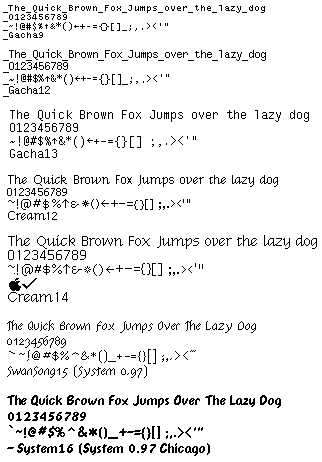 _The_Quick_Brown_Fox_Jumps_over_the_lazy_dog
_0123456789
_~!@#$%↑&*()←+-={}[]_;,.><'"
_Gacha9
_The_Quick_Brown_Fox_Jumps_over_the_lazy_dog
_0123456789
_~!@#$%↑&*()←+-={}[]_;,.><'"
_Gacha12
The Quick Brown Fox Jumps over the lazy dog
0123456789
~!@#$%↑&*()←+-={}[] ;,.><'"
Gacha13
The Quick Brown Fox Jumps over the lazy dog
0123456789
~!@#$%↑&*()←+-={}[] ;,.><'"
Cream12
The Quick Brown Fox Jumps over the lazy dog
0123456789
~!@#$%↑&*()←+-={}[] ;,.><'"
✓
Cream14
The Quick Brown Fox Jumps Over The Lazy Dog
0123456789
`~!@#$%^&*()_+-={}[] ;,.><'"
SwanSong15 (System 0.97)
The Quick Brown Fox Jumps Over The Lazy Dog
0123456789
`~!@#$%^&*()_+-={}[] ;,.><'"
~System16 (System 0.97 Chicago)